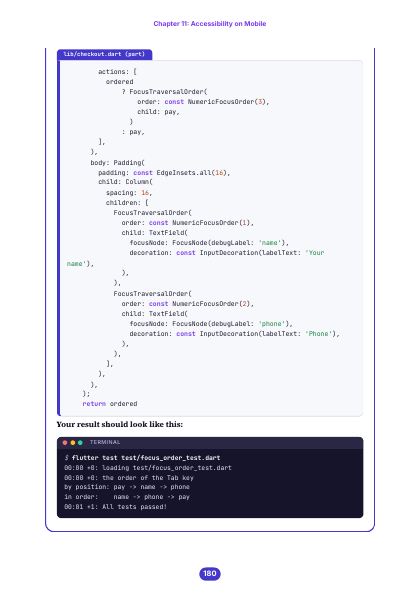 Chapter 11: Accessibility on Mobile
lib/checkout.dart (part)
actions: [
ordered
? FocusTraversalOrder(
order: const NumericFocusOrder(3),
child: pay,
)
: pay,
],
),
body: Padding(
padding: const EdgeInsets.all(16),
child: Column(
spacing: 16,
children: [
FocusTraversalOrder(
order: const NumericFocusOrder(1),
child: TextField(
focusNode: FocusNode(debugLabel: 'name'),
decoration: const InputDecoration(labelText: 'Your
name'),
),
),
FocusTraversalOrder(
order: const NumericFocusOrder(2),
child: TextField(
focusNode: FocusNode(debugLabel: 'phone'),
decoration: const InputDecoration(labelText: 'Phone'),
),
),
],
),
),
);
return ordered
Your result should look like this:
TERMINAL
$ flutter test test/focus_order_test.dart
00:00 +0: loading test/focus_order_test.dart
00:00 +0: the order of the Tab key
by position: pay -> name -> phone
in order:    name -> phone -> pay
00:01 +1: All tests passed!
180